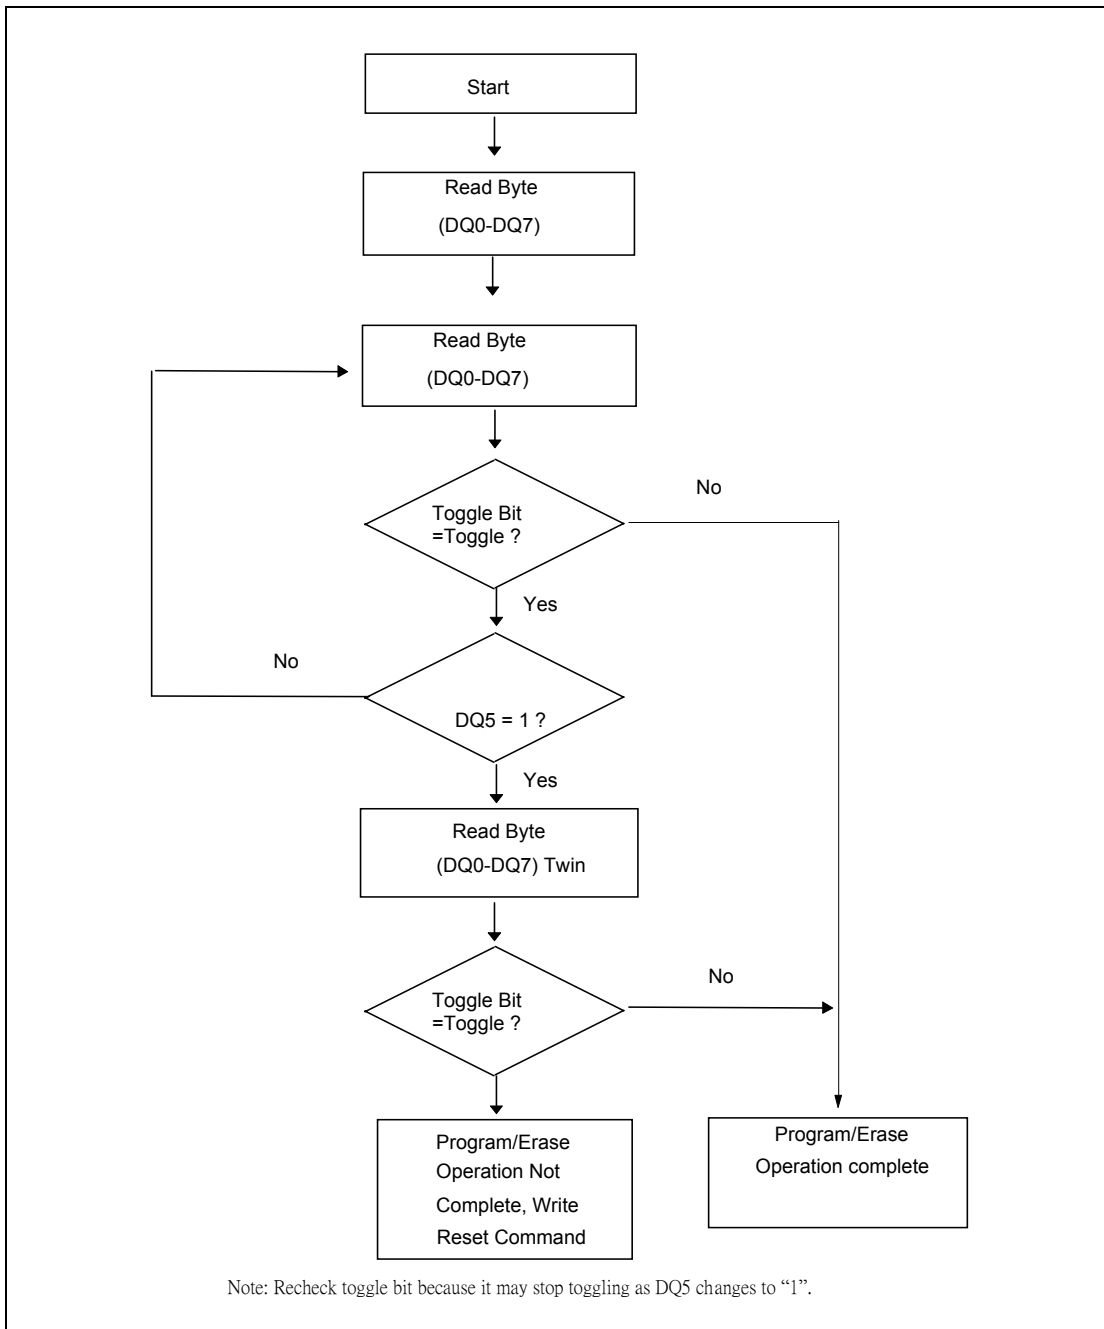 Start
Read Byte
(DQ0-DQ7)
Read Byte
(DQ0-DQ7)
No
Toggle Bit
=Toggle ?
Yes
No
DQ5 = 1 ?
Yes
Read Byte
(DQ0-DQ7) Twin
No
Toggle Bit
=Toggle ?
Program/Erase
Operation Not
Complete, Write
Reset Command
Program/Erase
Operation complete
Note: Recheck toggle bit because it may stop toggling as DQ5 changes to “1”.